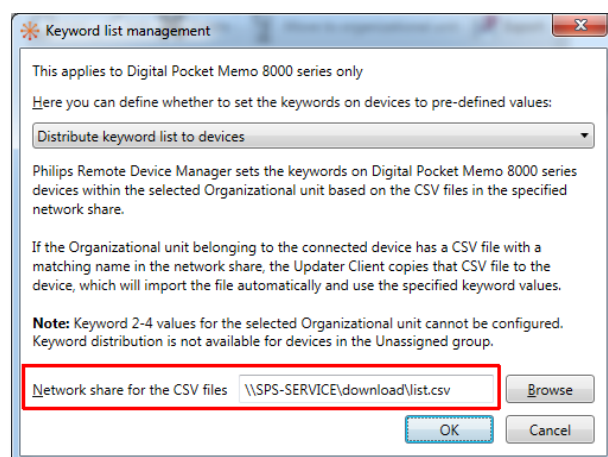 Keyword list management
This applies to Digital Pocket Memo 8000 series only
Here you can define whether to set the keywords on devices to pre-defined values:
Distribute keyword list to devices
Philips Remote Device Manager sets the keywords on Digital Pocket Memo 8000 series
devices within the selected Organizational unit based on the CSV files in the specified
network share.
If the Organizational unit belonging to the connected device has a CSV file with a
matching name in the network share, the Updater Client copies that CSV file to the
device, which will import the file automatically and use the specified keyword values.
Note: Keyword 2-4 values for the selected Organizational unit cannot be configured.
Keyword distribution is not available for devices in the Unassigned group.
Network share for the CSV files \\SPS-SERVICE\download\list.csv Browse
OK Cancel